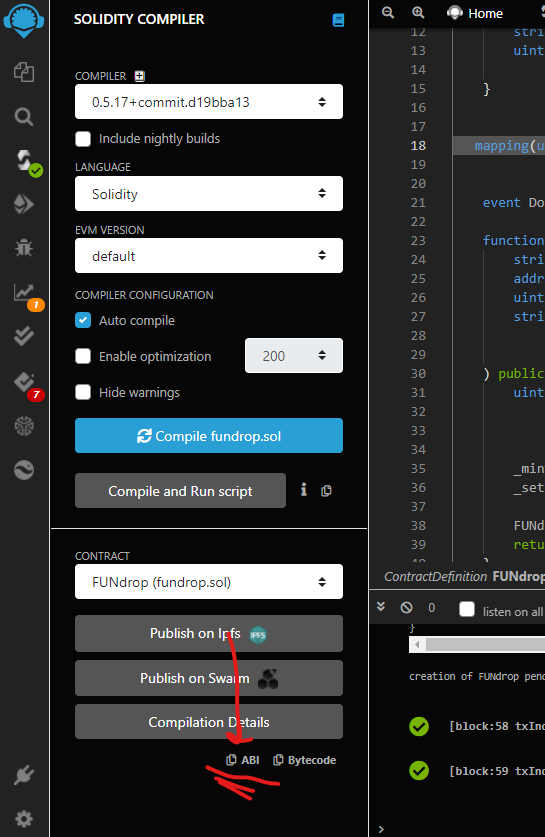 SOLIDITY COMPILER
COMPILER
0.5.17+commit.d19bba13
Include nightly builds
LANGUAGE
Solidity
EVM VERSION
default
COMPILER CONFIGURATION
Auto compile
Enable optimization 200
Hide warnings
Compile fundrop.sol
Compile and Run script
CONTRACT
FUNdrop (fundrop.sol)
Publish on Ipfs IPFS
Publish on Swarm
Compilation Details
ABI Bytecode
1
7
Home
12 stri
13 uint
14
15 }
16
17
18 mapping(u
19
20
21 event Do
22
23 function
24 stri
25 addr
26 uint
27 stri
28
29
30 ) public
31 uint
32
33
34
35 _min
36 _set
37
38 FUNd
39 retu
40 }
ContractDefinition FUNdrop
0 listen on all
}
creation of FUNdrop pend
[block:58 txInd
[block:59 txInd
>